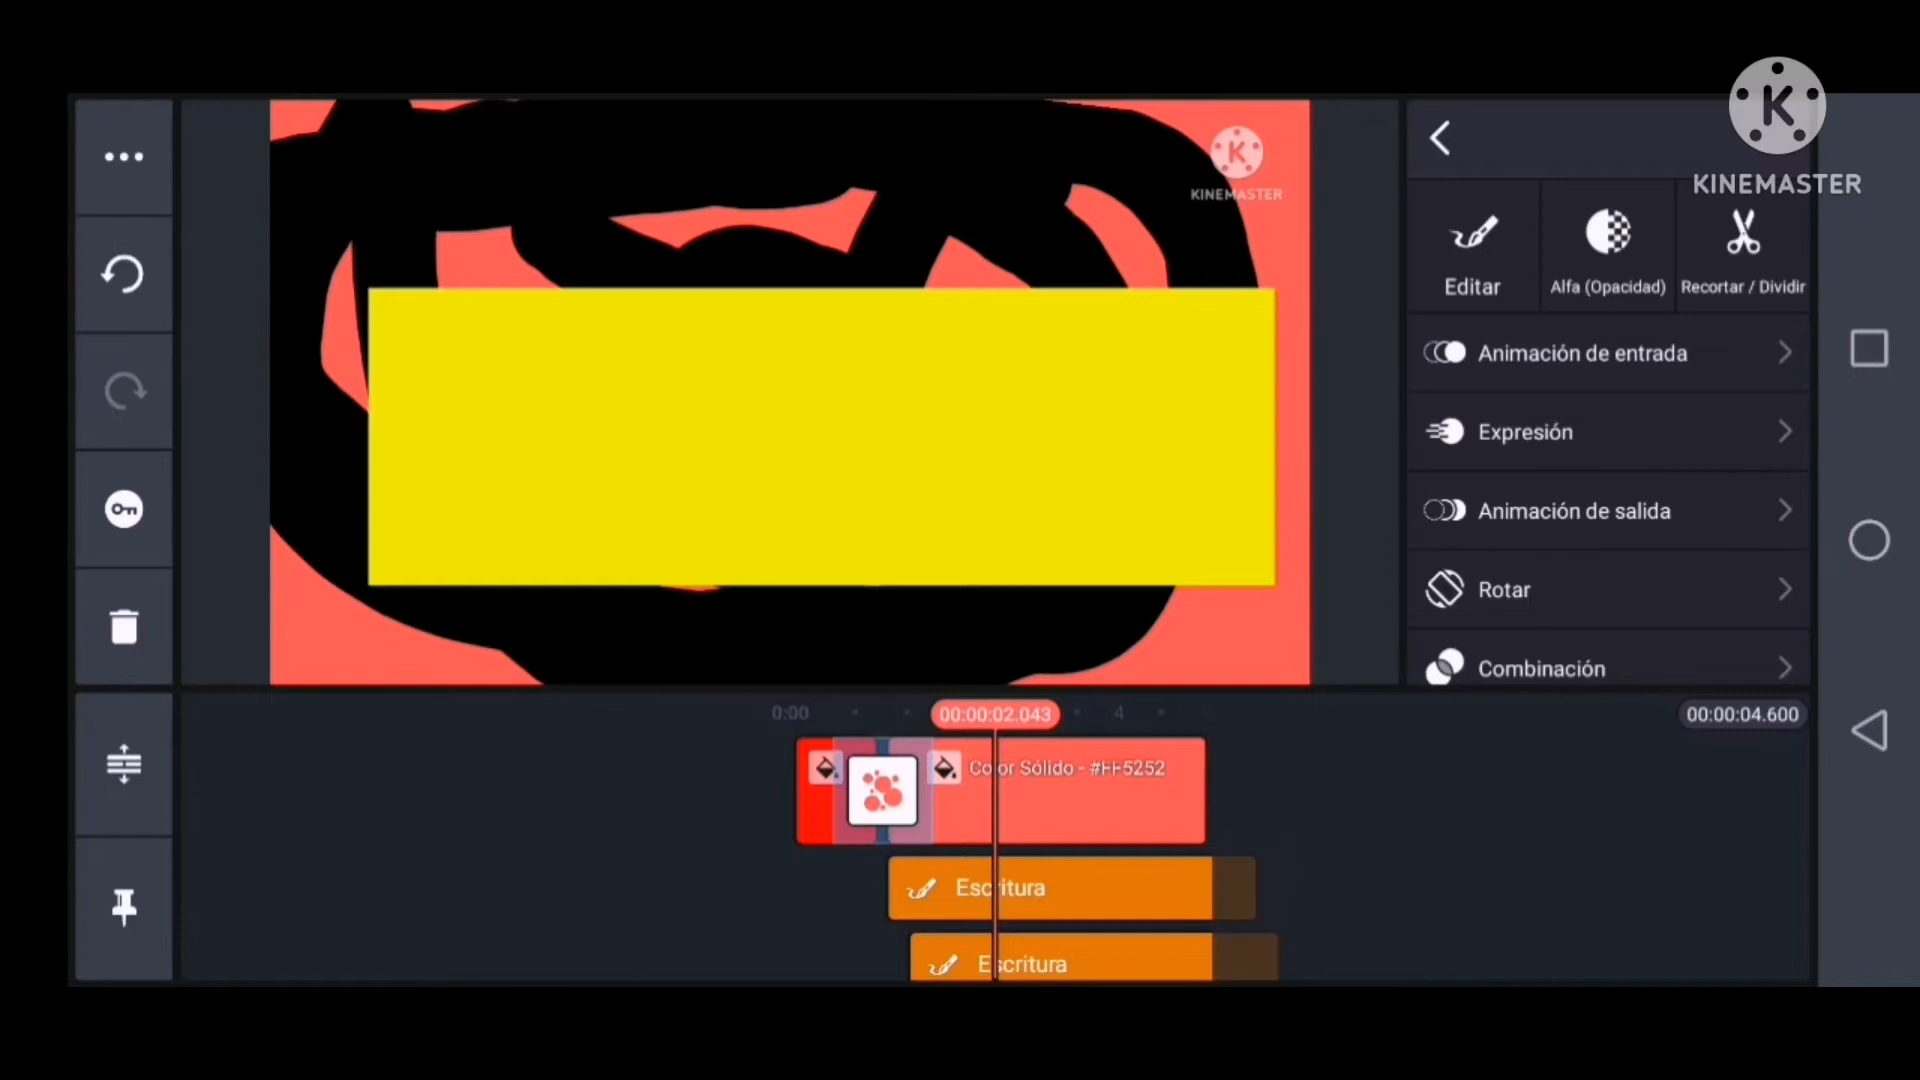 KINEMASTER
KINEMASTER
Editar
Alfa (Opacidad)
Recortar / Dividir
Animación de entrada
Expresión
Animación de salida
Rotar
Combinación
0:00
00:00:02.043
4
00:00:04.600
Color Sólido - #FF5252
Escritura
Escritura